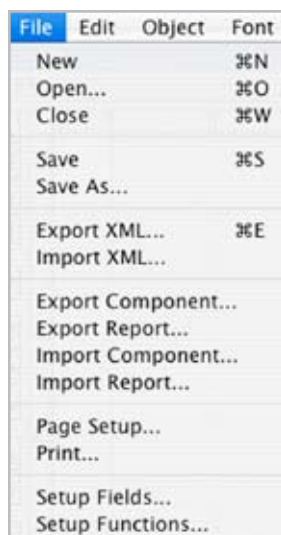 File Edit Object Font
New ⌘N
Open... ⌘O
Close ⌘W
Save ⌘S
Save As...
Export XML... ⌘E
Import XML...
Export Component...
Export Report...
Import Component...
Import Report...
Page Setup...
Print...
Setup Fields...
Setup Functions...